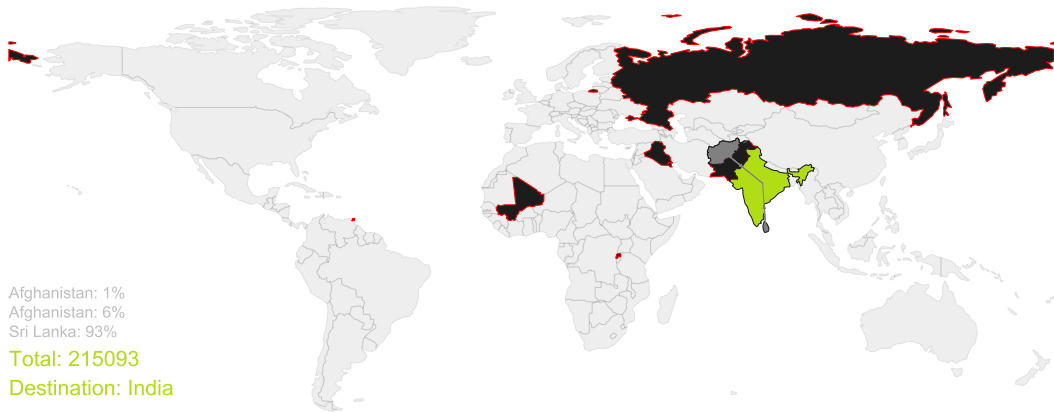 Afghanistan: 1%
Afghanistan: 6%
Sri Lanka: 93%
Total: 215093
Destination: India